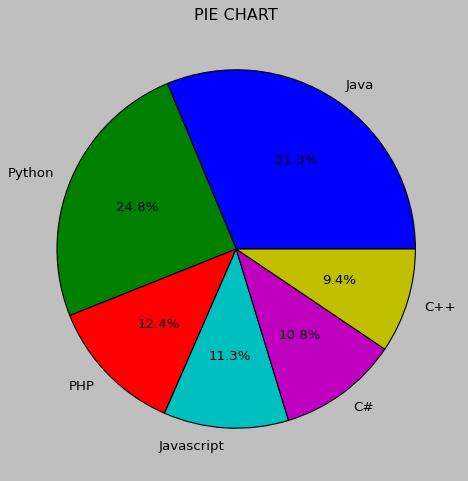 PIE CHART
Java
31.3%
Python
24.8%
PHP
12.4%
Javascript
11.3%
C#
10.8%
C++
9.4%